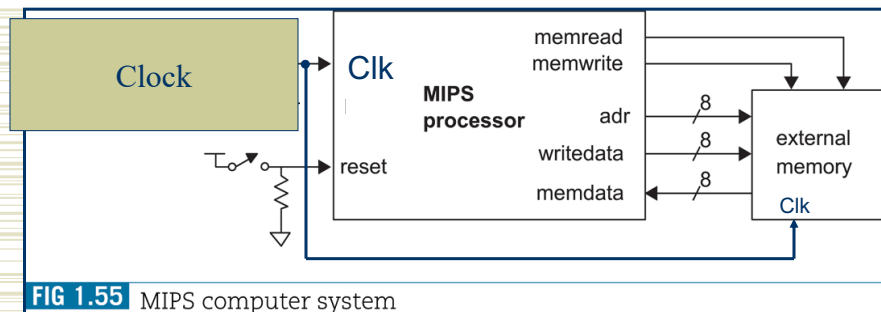 Clock
Clk
MIPS
processor
reset
memread
memwrite
adr
writedata
memdata
8
8
8
external
memory
Clk
FIG 1.55 MIPS computer system